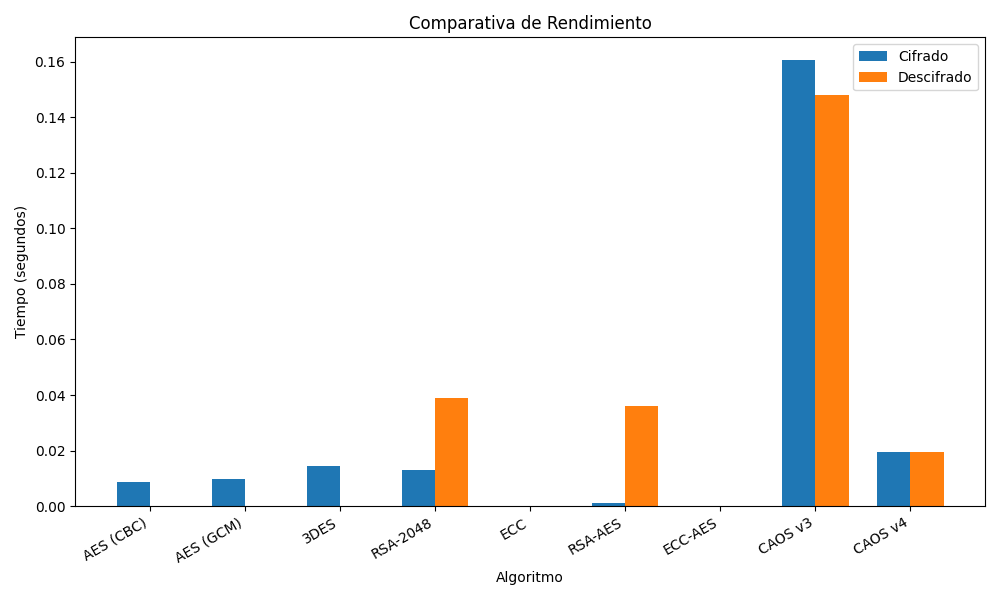 Comparativa de Rendimiento
Cifrado
Descifrado
Tiempo (segundos)
0.16
0.14
0.12
0.10
0.08
0.06
0.04
0.02
0.00
AES (CBC)
AES (GCM)
3DES
RSA-2048
ECC
RSA-AES
ECC-AES
CAOS v3
CAOS v4
Algoritmo